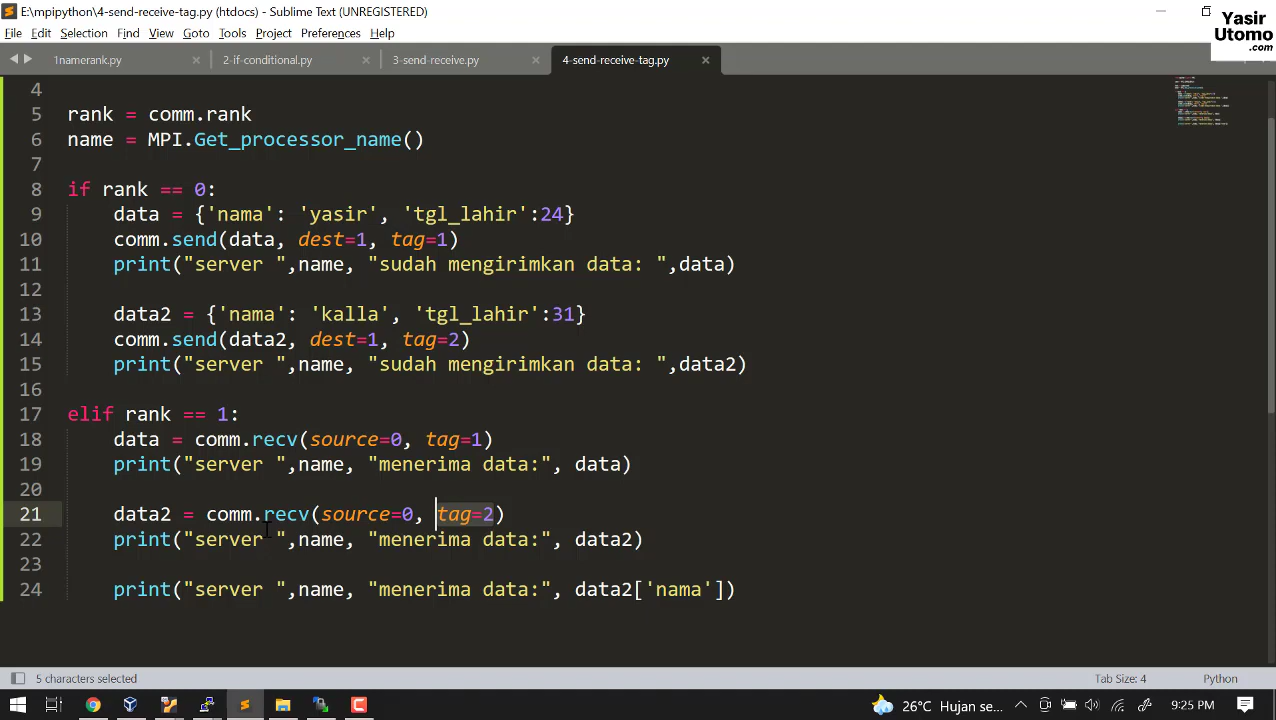 E:\mpipython\4-send-receive-tag.py (htdocs) - Sublime Text (UNREGISTERED)
Yasir
Utomo
.com
File Edit Selection Find View Goto Tools Project Preferences Help
1namerank.py × 2-if-conditional.py × 3-send-receive.py × 4-send-receive-tag.py ×
4
5 rank = comm.rank
6 name = MPI.Get_processor_name()
7
8 if rank == 0:
9 data = {'nama': 'yasir', 'tgl_lahir':24}
10 comm.send(data, dest=1, tag=1)
11 print("server ",name, "sudah mengirimkan data: ",data)
12
13 data2 = {'nama': 'kalla', 'tgl_lahir':31}
14 comm.send(data2, dest=1, tag=2)
15 print("server ",name, "sudah mengirimkan data: ",data2)
16
17 elif rank == 1:
18 data = comm.recv(source=0, tag=1)
19 print("server ",name, "menerima data:", data)
20
21 data2 = comm.recv(source=0, tag=2)
22 print("server ",name, "menerima data:", data2)
23
24 print("server ",name, "menerima data:", data2['nama'])
5 characters selected Tab Size: 4 Python
26°C Hujan se... 9:25 PM